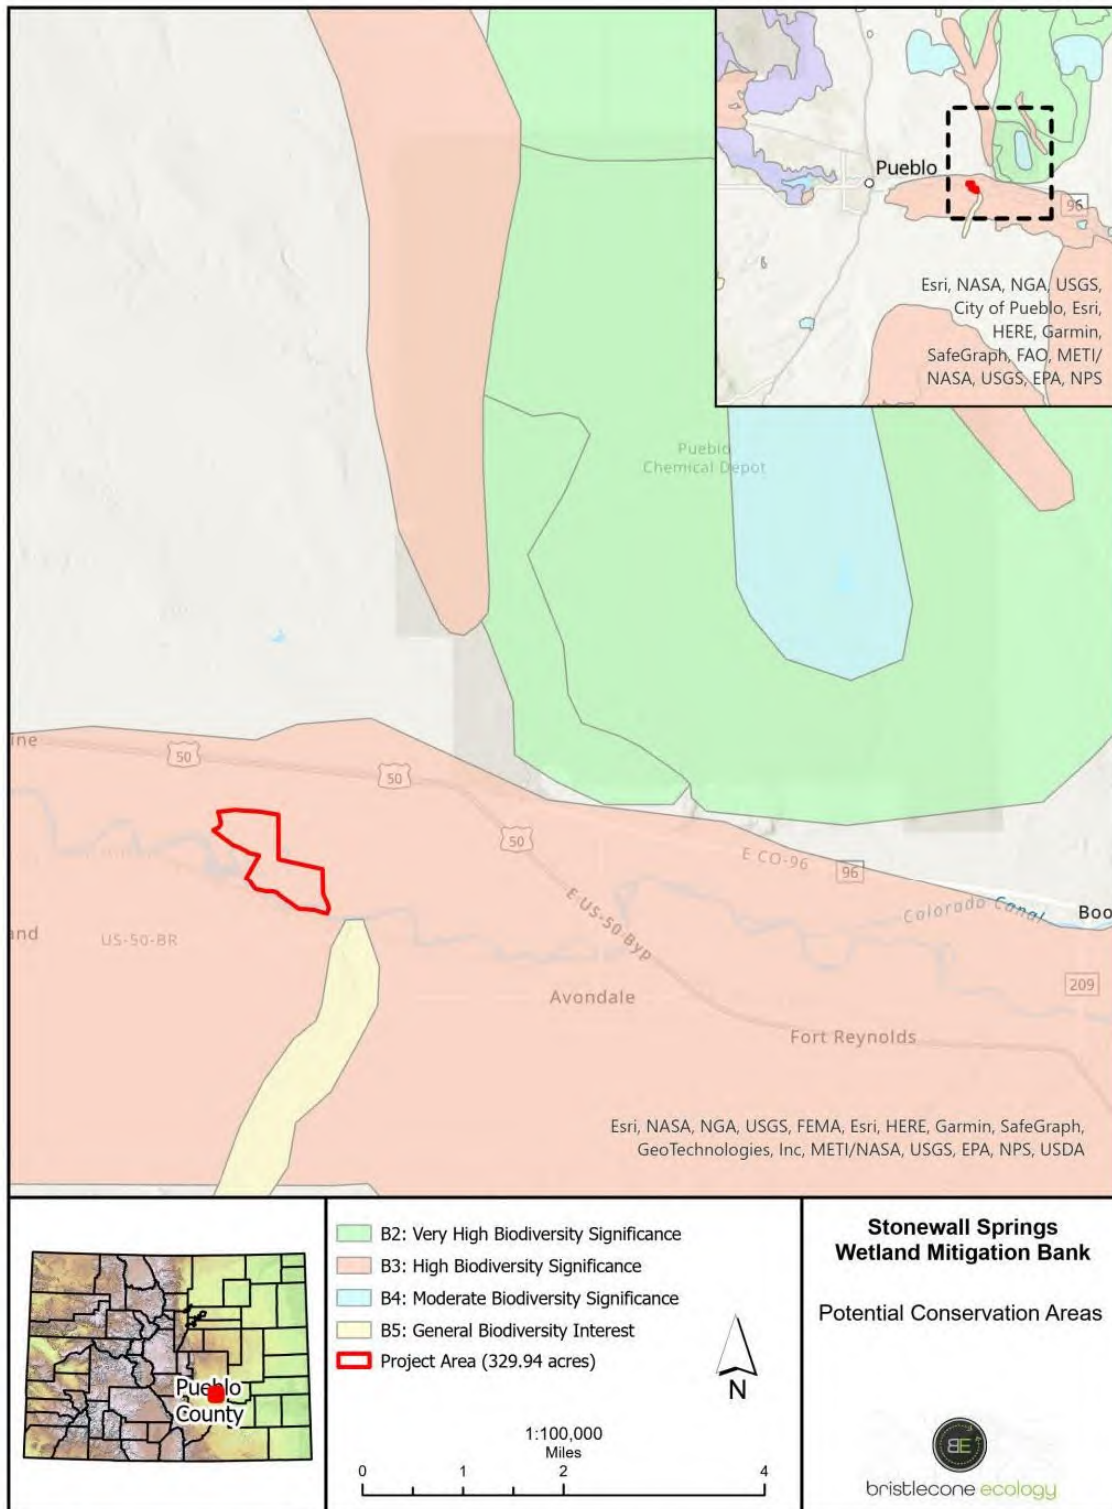 Pueblo
96
Esri, NASA, NGA, USGS,
City of Pueblo, Esri,
HERE, Garmin,
SafeGraph, FAO, METI/
NASA, USGS, EPA, NPS
Pueblo
Chemical Depot
ine
50
50
50
E CO-96
96
E US-50 Byp
Colorado Canal
Boo
and
US-50-BR
209
Avondale
Fort Reynolds
Esri, NASA, NGA, USGS, FEMA, Esri, HERE, Garmin, SafeGraph,
GeoTechnologies, Inc, METI/NASA, USGS, EPA, NPS, USDA
Pueblo
County
B2: Very High Biodiversity Significance
B3: High Biodiversity Significance
B4: Moderate Biodiversity Significance
B5: General Biodiversity Interest
Project Area (329.94 acres)
N
1:100,000
Miles
0 1 2 4
Stonewall Springs
Wetland Mitigation Bank
Potential Conservation Areas
BE
bristlecone ecology